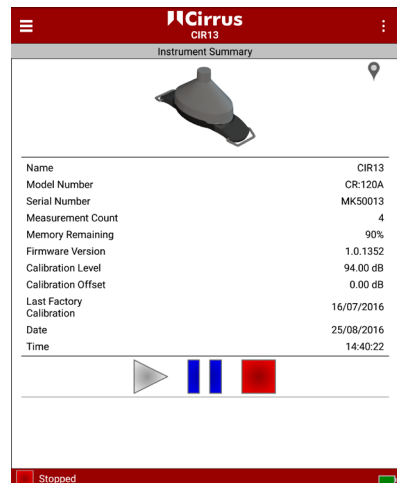 Cirrus
CIR13
Instrument Summary
Name CIR13
Model Number CR:120A
Serial Number MK50013
Measurement Count 4
Memory Remaining 90%
Firmware Version 1.0.1352
Calibration Level 94.00 dB
Calibration Offset 0.00 dB
Last Factory
Calibration 16/07/2016
Date 25/08/2016
Time 14:40:22
Stopped